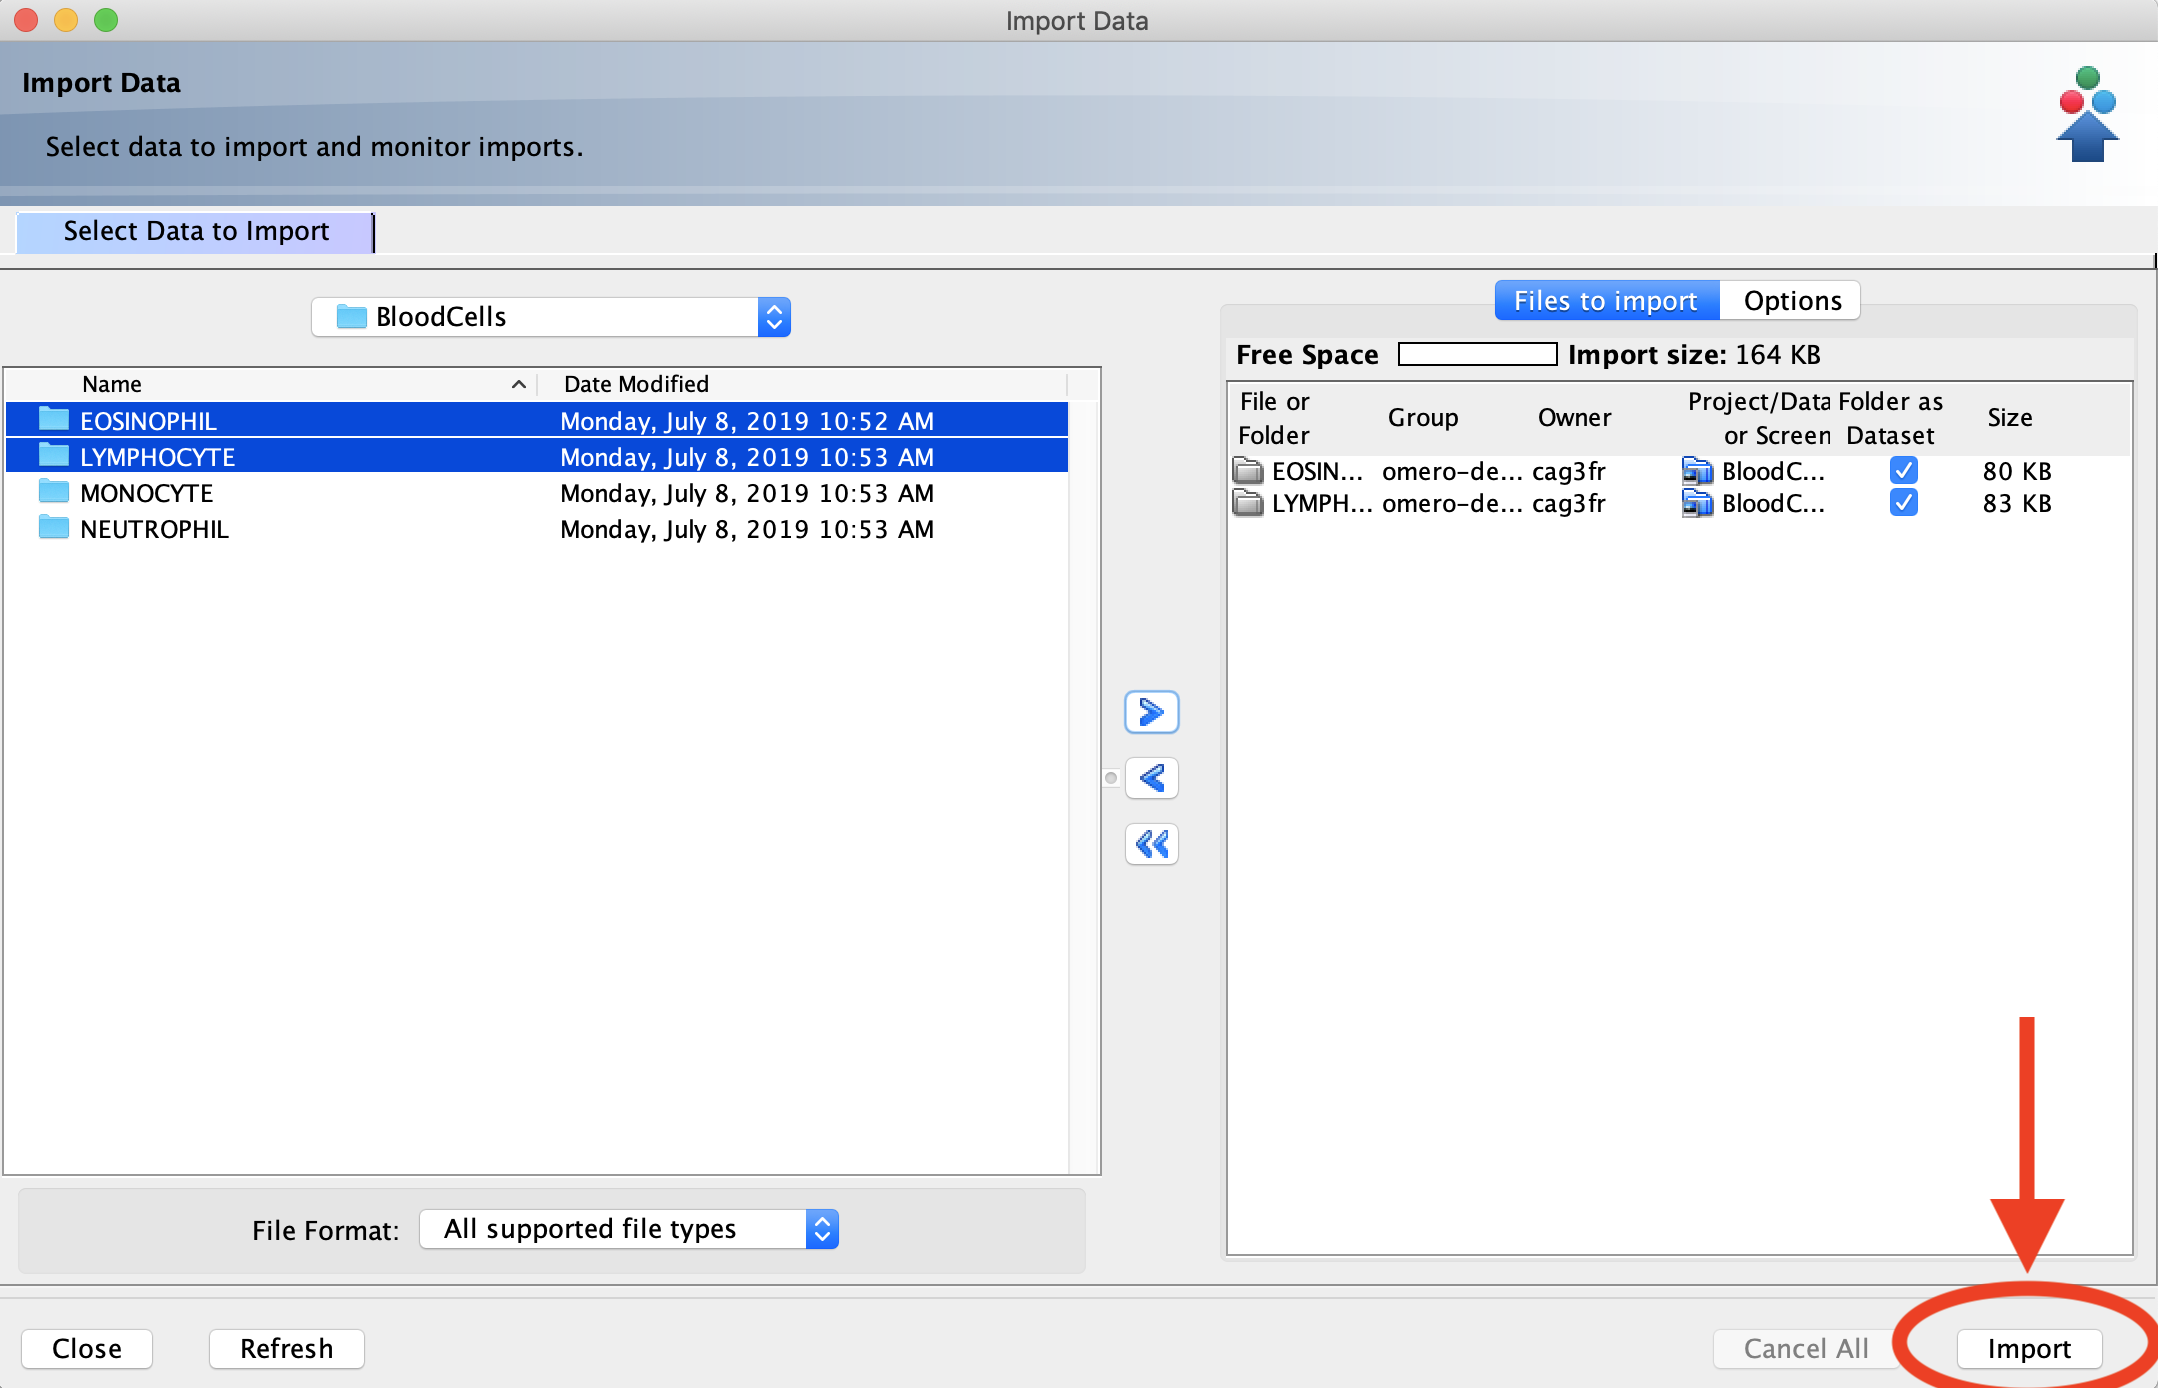 Import Data
Import Data
Select data to import and monitor imports.
Select Data to Import
BloodCells
Name Date Modified
EOSINOPHIL Monday, July 8, 2019 10:52 AM
LYMPHOCYTE Monday, July 8, 2019 10:53 AM
MONOCYTE Monday, July 8, 2019 10:53 AM
NEUTROPHIL Monday, July 8, 2019 10:53 AM
File Format: All supported file types
Files to import Options
Free Space Import size: 164 KB
File or Folder Group Owner Project/Data or Screen Folder as Dataset Size
EOSIN... omero-de... cag3fr BloodC... 80 KB
LYMPH... omero-de... cag3fr BloodC... 83 KB
Close Refresh Cancel All Import